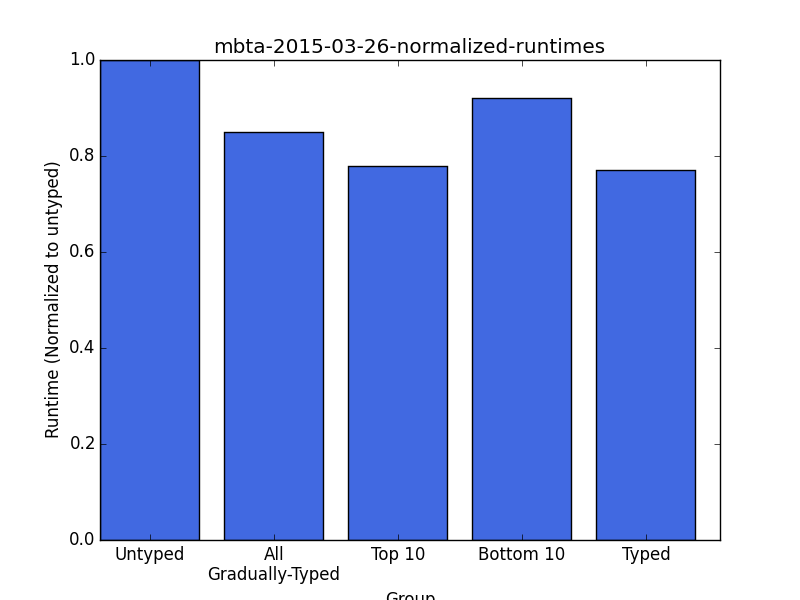 mbta-2015-03-26-normalized-runtimes
1.0
0.8
0.6
0.4
0.2
0.0
Runtime (Normalized to untyped)
Untyped
All
Gradually-Typed
Top 10
Bottom 10
Typed
Group